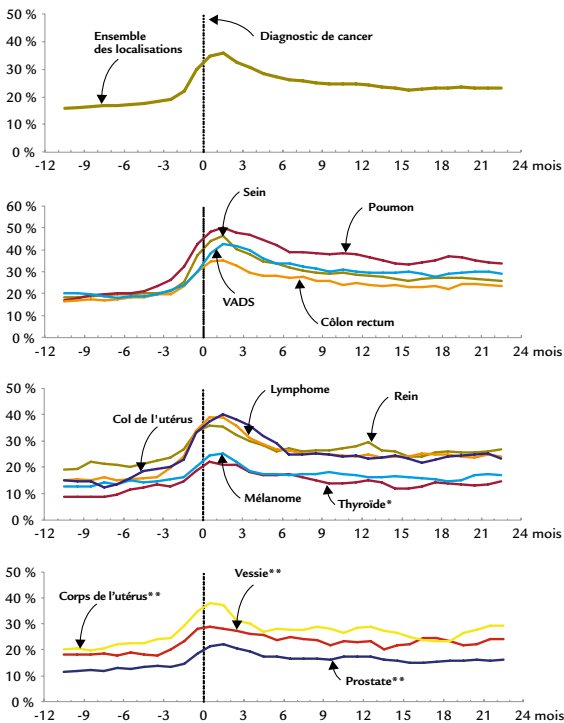 50 %
40 %
30 %
20 %
10 %
0 %
Ensemble
des localisations
Diagnostic de cancer
-12 -9 -6 -3 0 3 6 9 12 15 18 21 24 mois
60 %
50 %
40 %
30 %
20 %
10 %
0 %
Sein
Poumon
VADS
Côlon rectum
-12 -9 -6 -3 0 3 6 9 12 15 18 21 24 mois
50 %
40 %
30 %
20 %
10 %
0 %
Lymphome
Rein
Col de l'utérus
Mélanome
Thyroïde*
-12 -9 -6 -3 0 3 6 9 12 15 18 21 24 mois
50 %
40 %
30 %
20 %
10 %
0 %
Vessie**
Corps de l'utérus**
Prostate**
-12 -9 -6 -3 0 3 6 9 12 15 18 21 24 mois